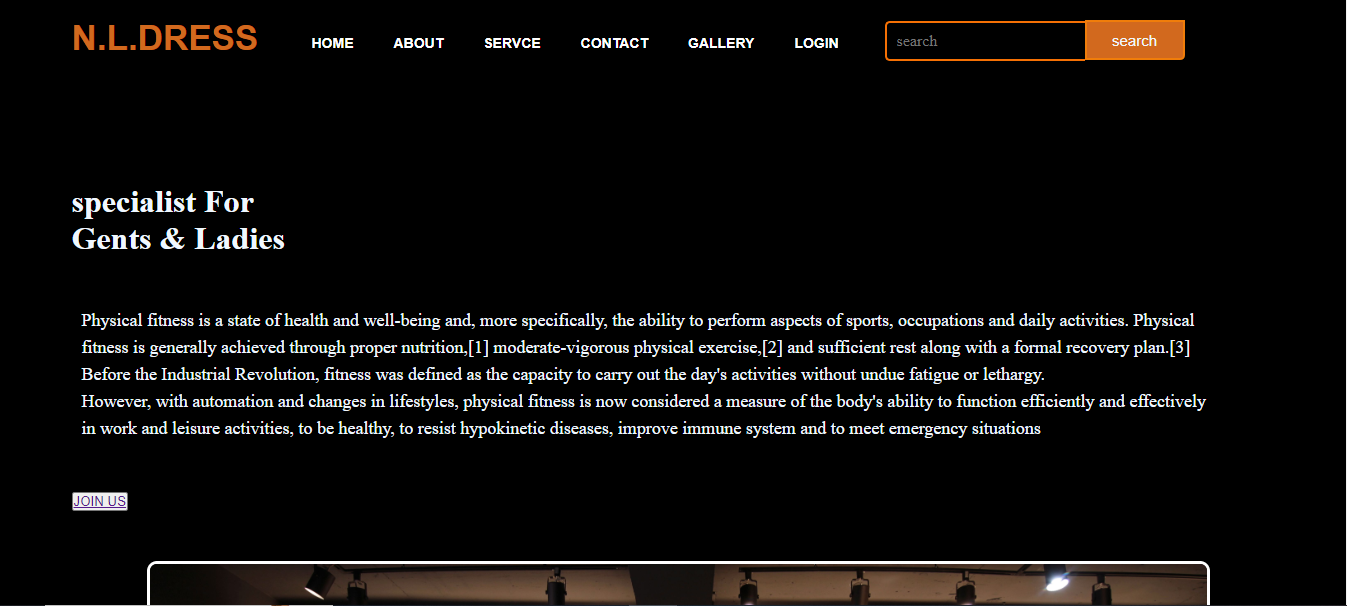 N.L.DRESS
HOME ABOUT SERVCE CONTACT GALLERY LOGIN search search
specialist For
Gents & Ladies
Physical fitness is a state of health and well-being and, more specifically, the ability to perform aspects of sports, occupations and daily activities. Physical
fitness is generally achieved through proper nutrition,[1] moderate-vigorous physical exercise,[2] and sufficient rest along with a formal recovery plan.[3]
Before the Industrial Revolution, fitness was defined as the capacity to carry out the day's activities without undue fatigue or lethargy.
However, with automation and changes in lifestyles, physical fitness is now considered a measure of the body's ability to function efficiently and effectively
in work and leisure activities, to be healthy, to resist hypokinetic diseases, improve immune system and to meet emergency situations
JOIN US